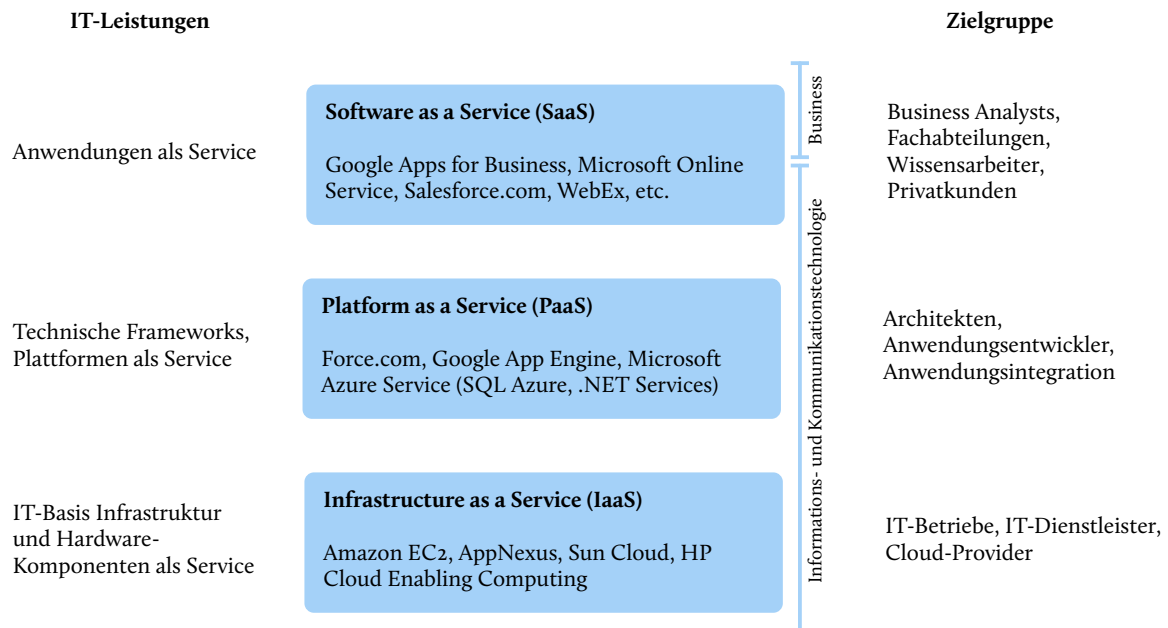 IT-Leistungen
Zielgruppe
Anwendungen als Service
Software as a Service (SaaS)
Google Apps for Business, Microsoft Online
Service, Salesforce.com, WebEx, etc.
Business
Business Analysts,
Fachabteilungen,
Wissensarbeiter,
Privatkunden
Technische Frameworks,
Plattformen als Service
Platform as a Service (PaaS)
Force.com, Google App Engine, Microsoft
Azure Service (SQL Azure, .NET Services)
Informations- und Kommunikationstechnologie
Architekten,
Anwendungsentwickler,
Anwendungsintegration
IT-Basis Infrastruktur
und Hardware-
Komponenten als Service
Infrastructure as a Service (IaaS)
Amazon EC2, AppNexus, Sun Cloud, HP
Cloud Enabling Computing
IT-Betriebe, IT-Dienstleister,
Cloud-Provider